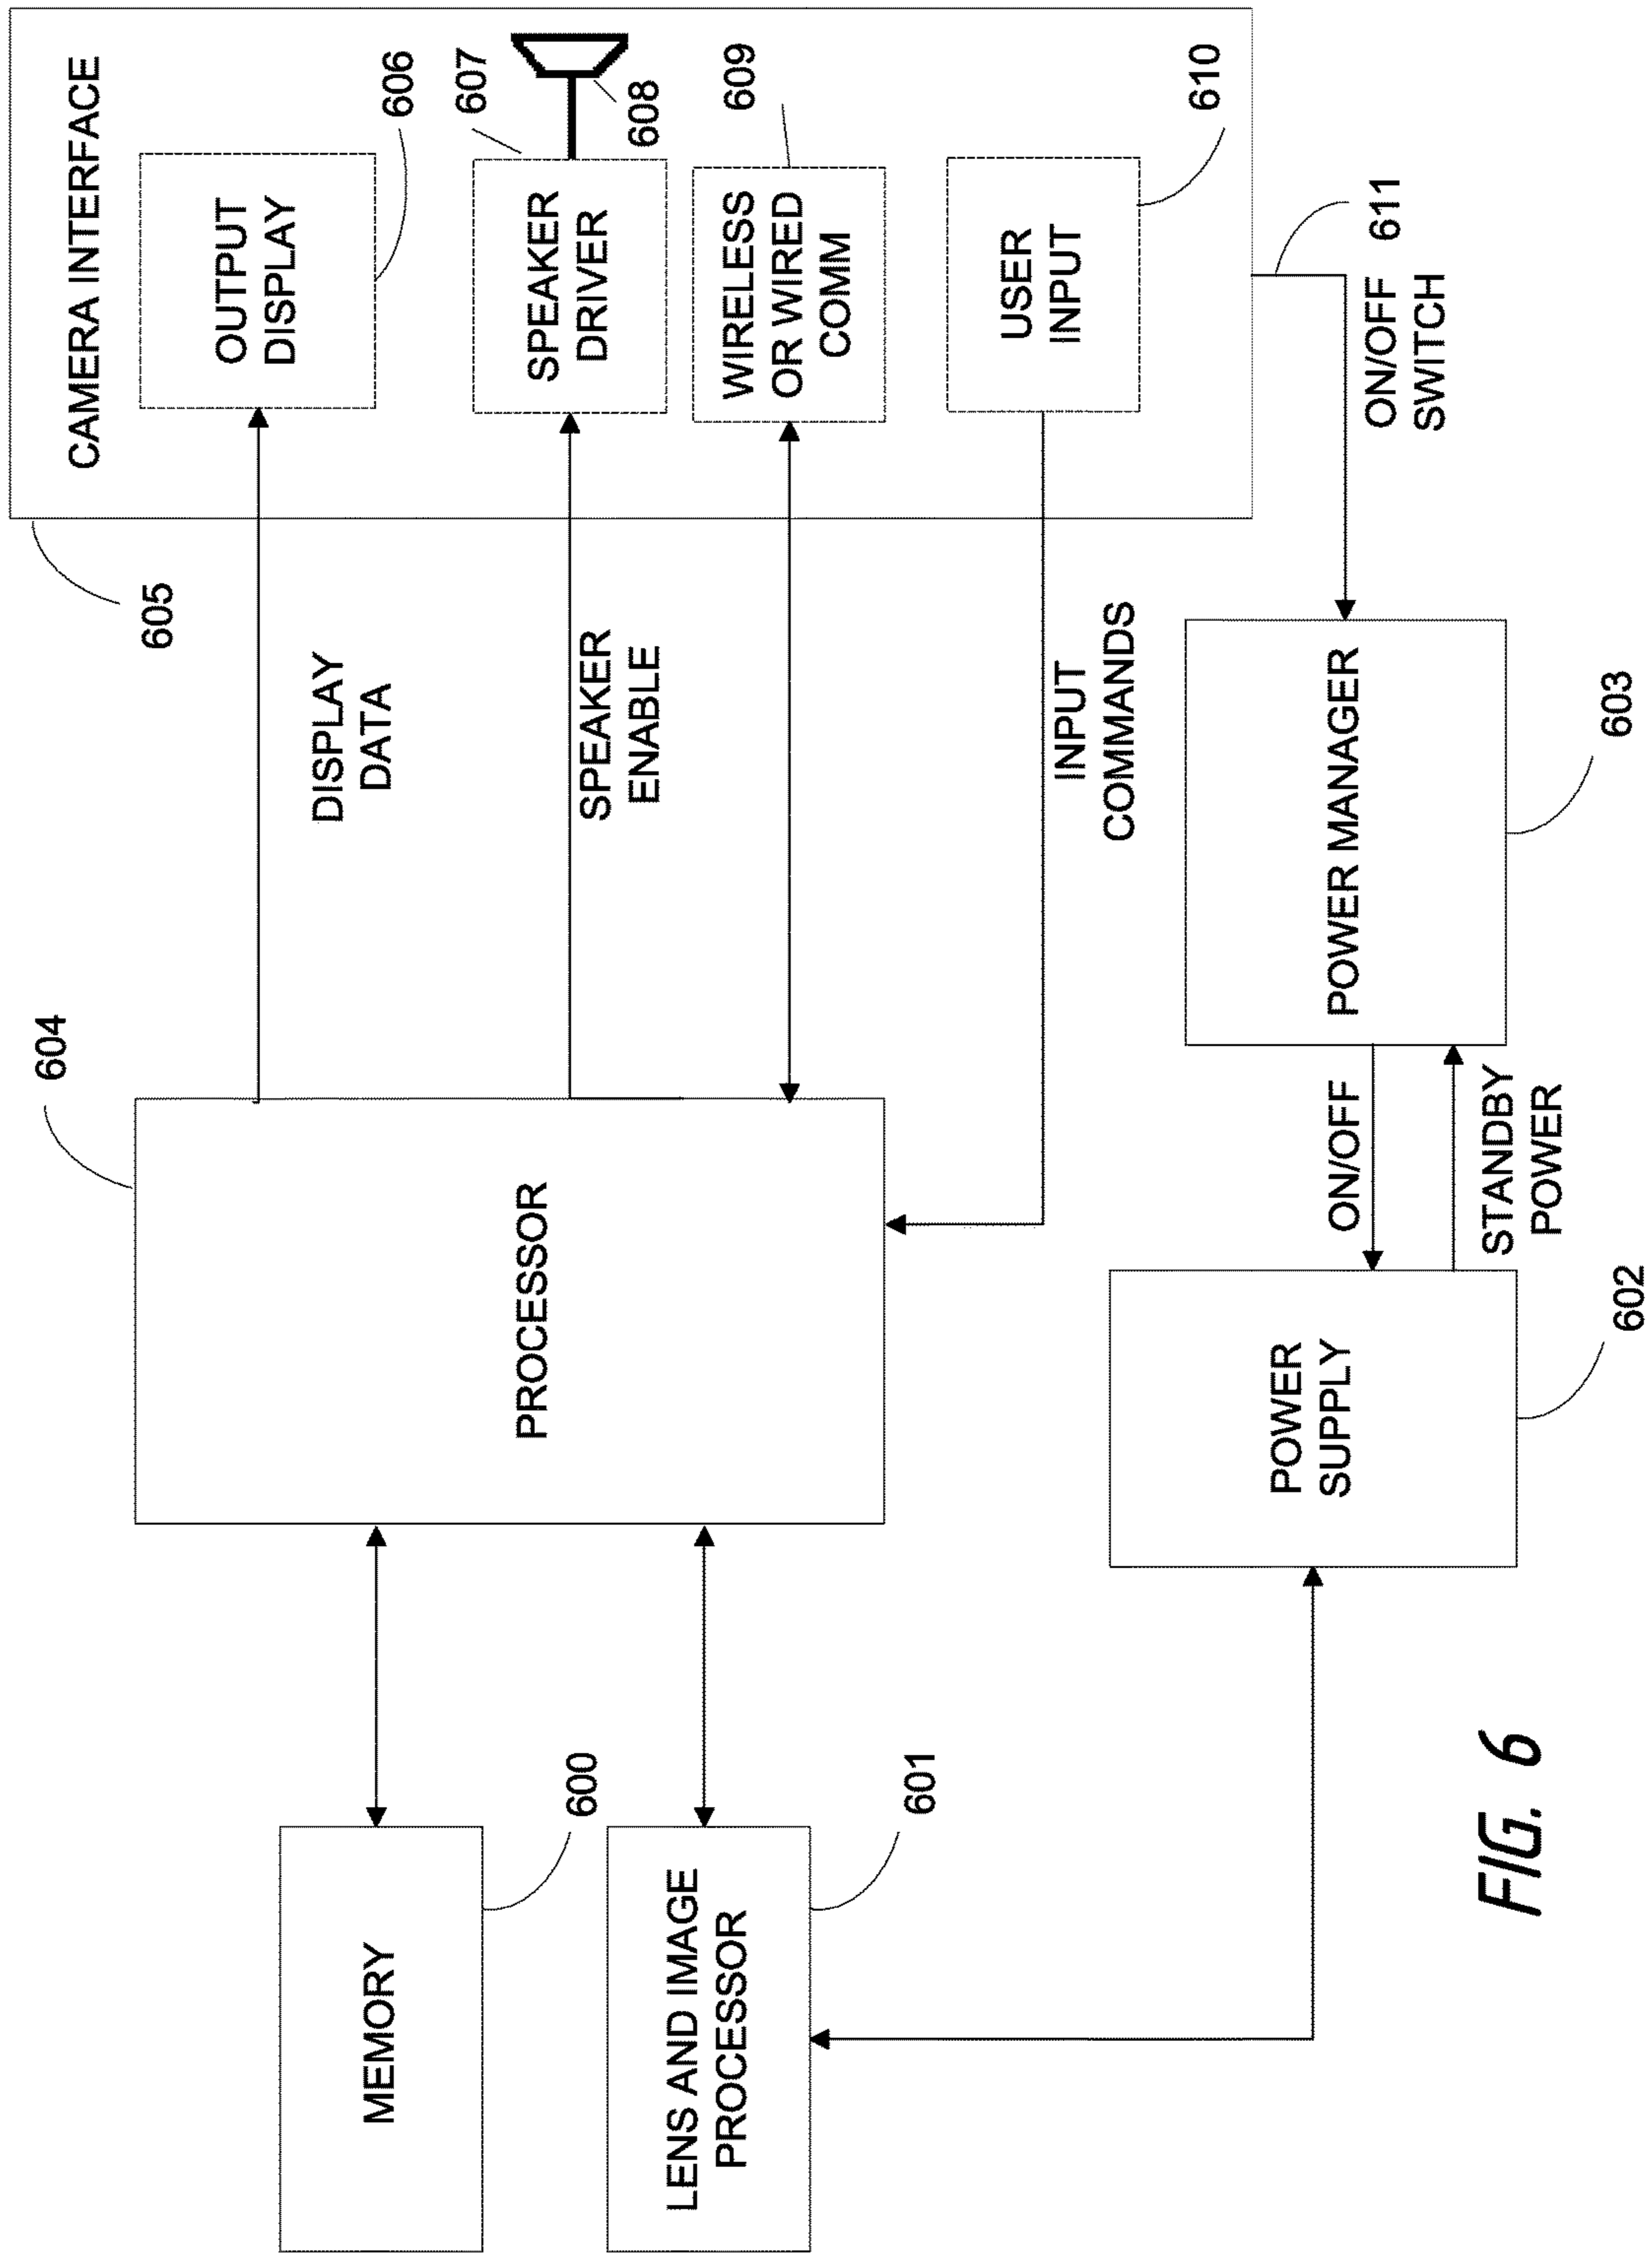 CAMERA INTERFACE
605
OUTPUT
DISPLAY
606
SPEAKER
DRIVER
607
608
WIRELESS
OR WIRED
COMM
609
USER
INPUT
610
DISPLAY
DATA
SPEAKER
ENABLE
INPUT
COMMANDS
ON/OFF
SWITCH
611
604
PROCESSOR
POWER MANAGER
603
ON/OFF
STANDBY
POWER
POWER
SUPPLY
602
MEMORY
600
LENS AND IMAGE
PROCESSOR
601
FIG. 6